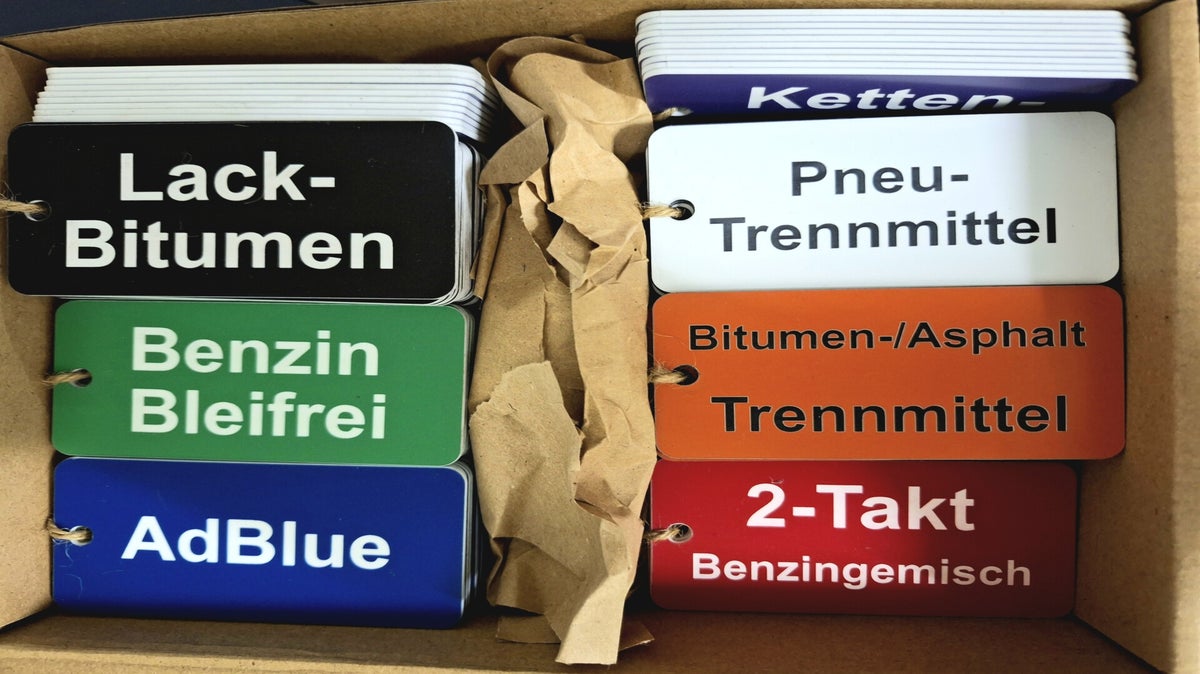 Lack-
Bitumen
Benzin
Bleifrei
AdBlue
Ketten-
Pneu-
Trennmittel
Bitumen-/Asphalt
Trennmittel
2-Takt
Benzingemisch